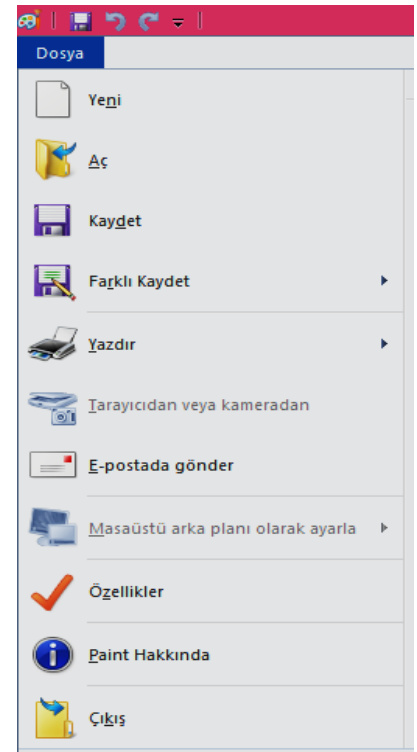 Dosya
Yeni
Aç
Kaydet
Farklı Kaydet
Yazdır
Tarayıcıdan veya kameradan
E-postada gönder
Masaüstü arka planı olarak ayarla
Özellikler
Paint Hakkında
Çıkış